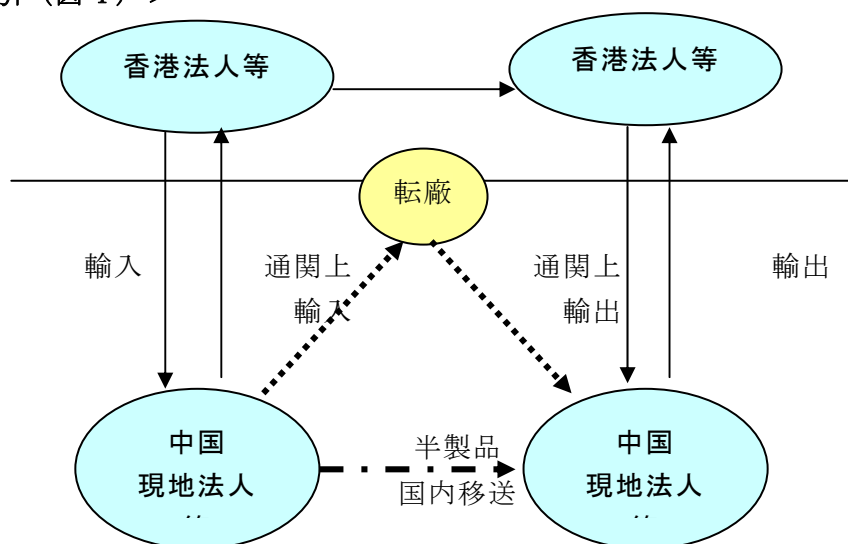 香港法人等
香港法人等
転廠
輸入
通関上
輸入
通関上
輸出
輸出
中国
現地法人
半製品
国内移送
中国
現地法人